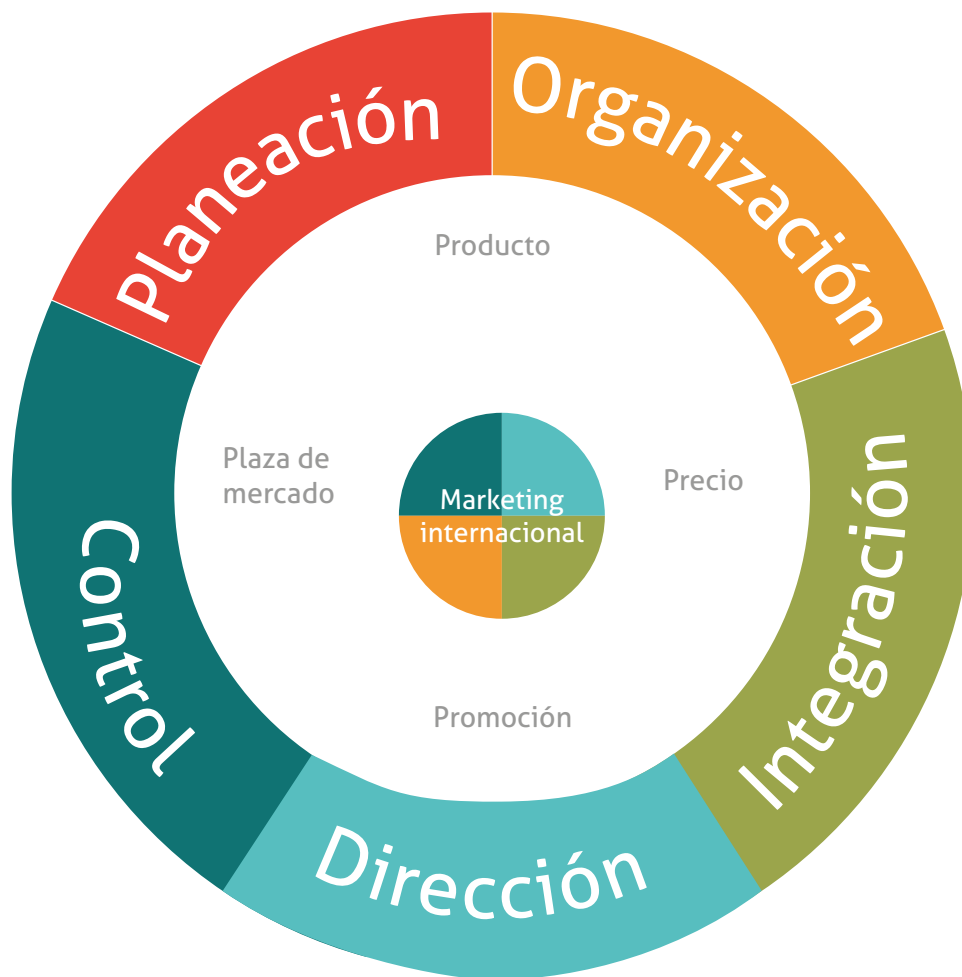 Planeación
Organización
Producto
Plaza de
mercado
Marketing
internacional
Precio
Control
Integración
Promoción
Dirección